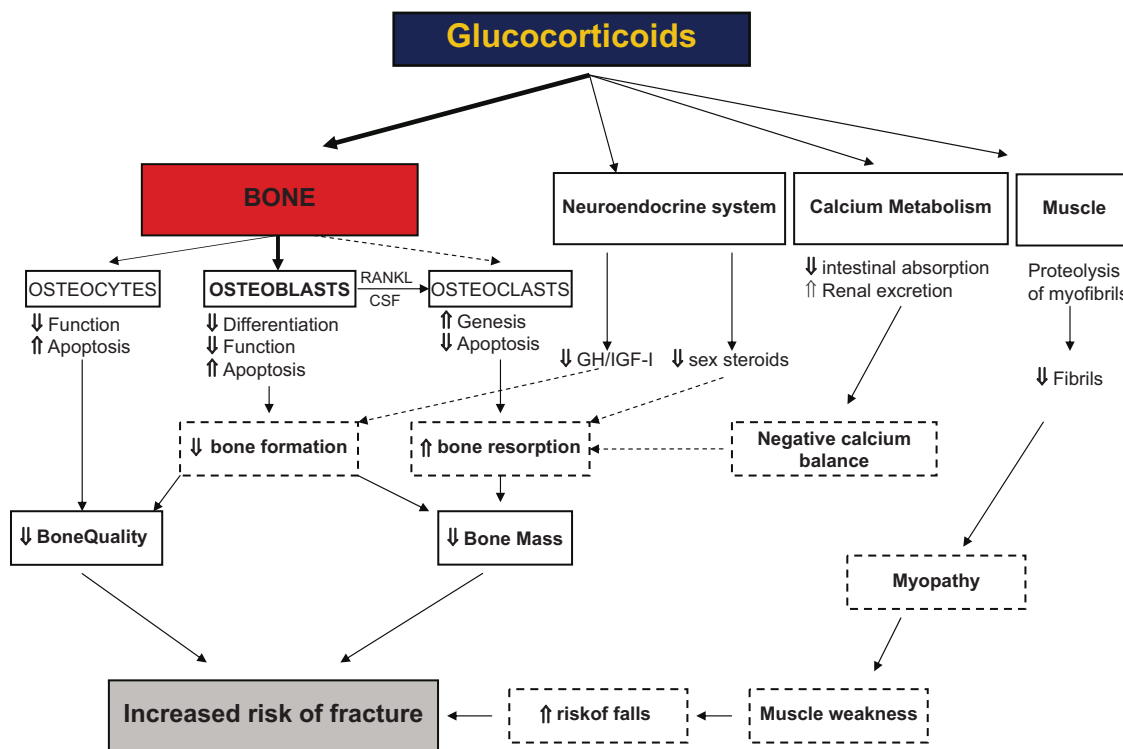 Glucocorticoids
BONE
Neuroendocrine system
Calcium Metabolism
Muscle
OSTEOCYTES
OSTEOBLASTS
RANKL
CSF
OSTEOCLASTS
⇓ intestinal absorption
⇑ Renal excretion
Proteolysis
of myofibrils
⇓ Function
⇑ Apoptosis
⇓ Differentiation
⇓ Function
⇑ Apoptosis
⇑ Genesis
⇓ Apoptosis
⇓ GH/IGF-I
⇓ sex steroids
⇓ Fibrils
⇓ bone formation
⇑ bone resorption
Negative calcium
balance
⇓ BoneQuality
⇓ Bone Mass
Myopathy
Increased risk of fracture
⇑ riskof falls
Muscle weakness